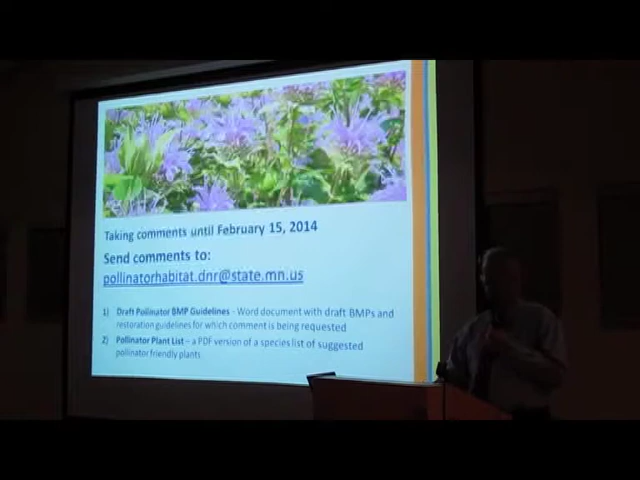 Taking comments until February 15, 2014
Send comments to:
pollinatorhabitat.dnr@state.mn.us
1) Draft Pollinator BMP Guidelines - Word document with draft BMPs and
restoration guidelines for which comment is being requested
2) Pollinator Plant List – a PDF version of a species list of suggested
pollinator friendly plants